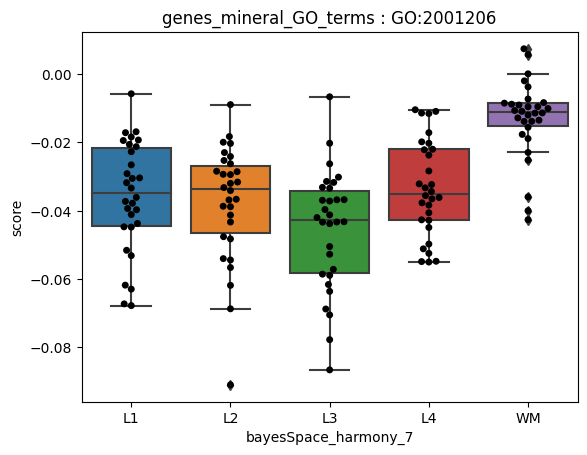 genes_mineral_GO_terms : GO:2001206
0.00
−0.02
−0.04
−0.06
−0.08
score
L1 L2 L3 L4 WM
bayesSpace_harmony_7